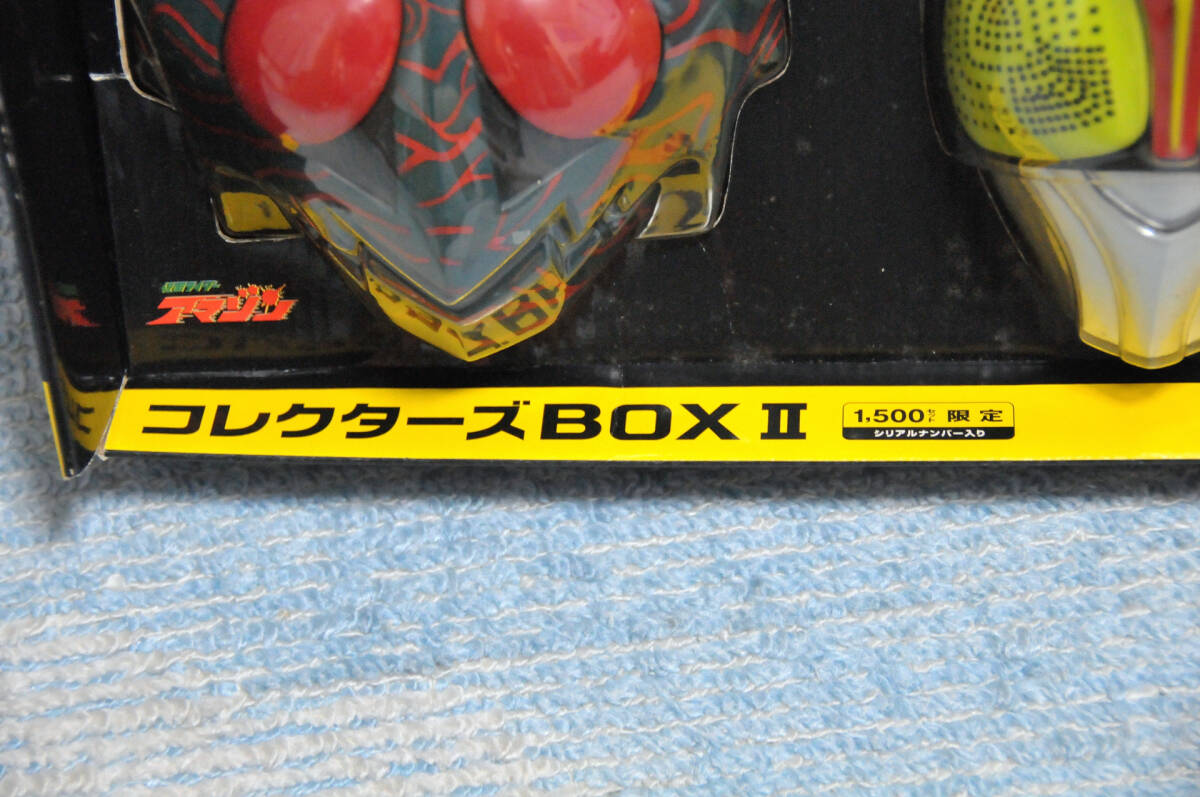 仮面ライダー
アマゾン
コレクターズBOX II
1,500セット 限定
シリアルナンバー入り